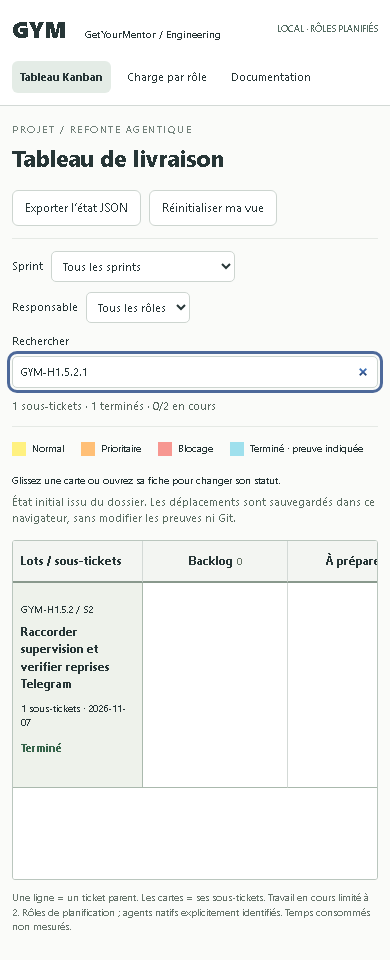 GYM
GetYourMentor / Engineering
LOCAL · RÔLES PLANIFIÉS
Tableau Kanban
Charge par rôle
Documentation
PROJET / REFONTE AGENTIQUE
Tableau de livraison
Exporter l'état JSON
Réinitialiser ma vue
Sprint
Tous les sprints
Responsable
Tous les rôles
Rechercher
GYM-H1.5.2.1
1 sous-tickets · 1 terminés · 0/2 en cours
Normal
Prioritaire
Blocage
Terminé · preuve indiquée
Glissez une carte ou ouvrez sa fiche pour changer son statut.
État initial issu du dossier. Les déplacements sont sauvegardés dans ce
navigateur, sans modifier les preuves ni Git.
Lots / sous-tickets
Backlog 0
À prépare
GYM-H1.5.2 / S2
Raccorder
supervision et
verifier reprises
Telegram
1 sous-tickets · 2026-11-
07
Terminé
Une ligne = un ticket parent. Les cartes = ses sous-tickets. Travail en cours limité à
2. Rôles de planification ; agents natifs explicitement identifiés. Temps consommés
non mesurés.